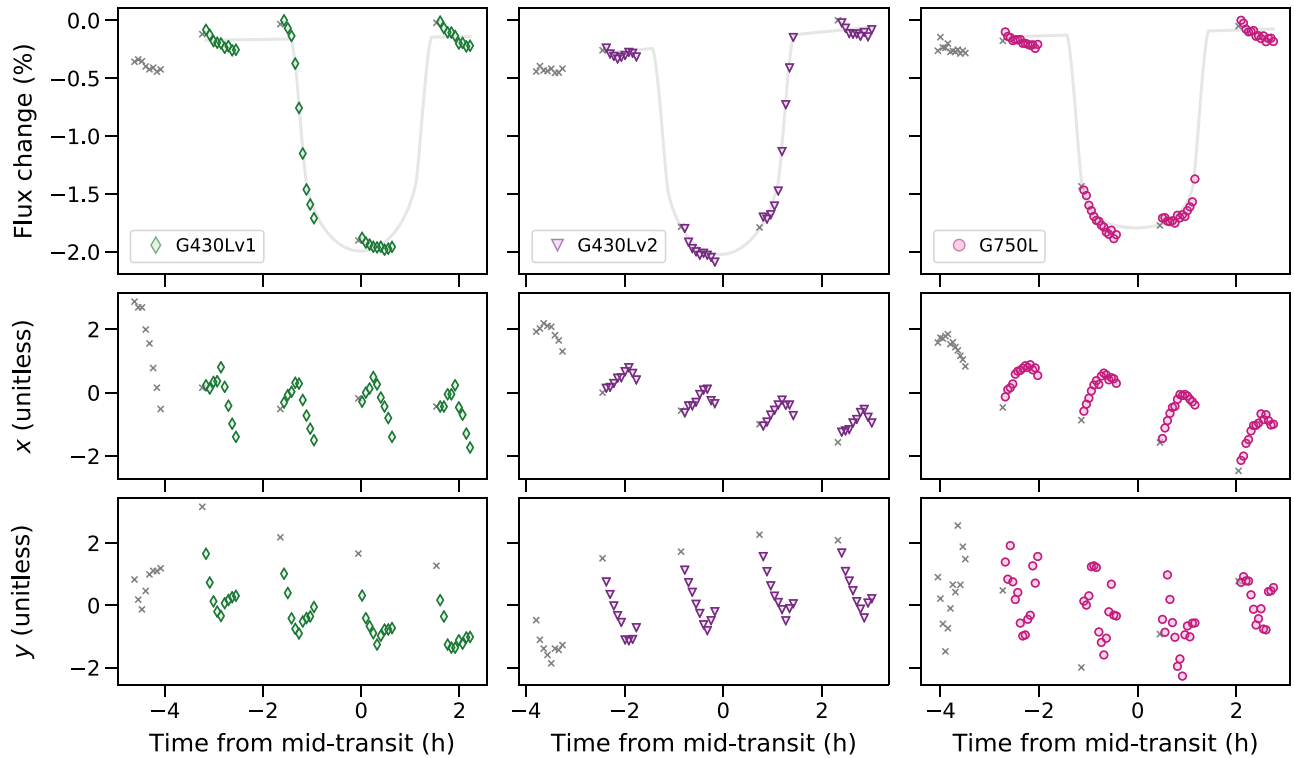 Flux change (%)
0.0
−0.5
−1.0
−1.5
−2.0
G430Lv1
G430Lv2
G750L
x (unitless)
2
0
−2
y (unitless)
2
0
−2
−4 −2 0 2
−4 −2 0 2
−4 −2 0 2
Time from mid-transit (h)
Time from mid-transit (h)
Time from mid-transit (h)